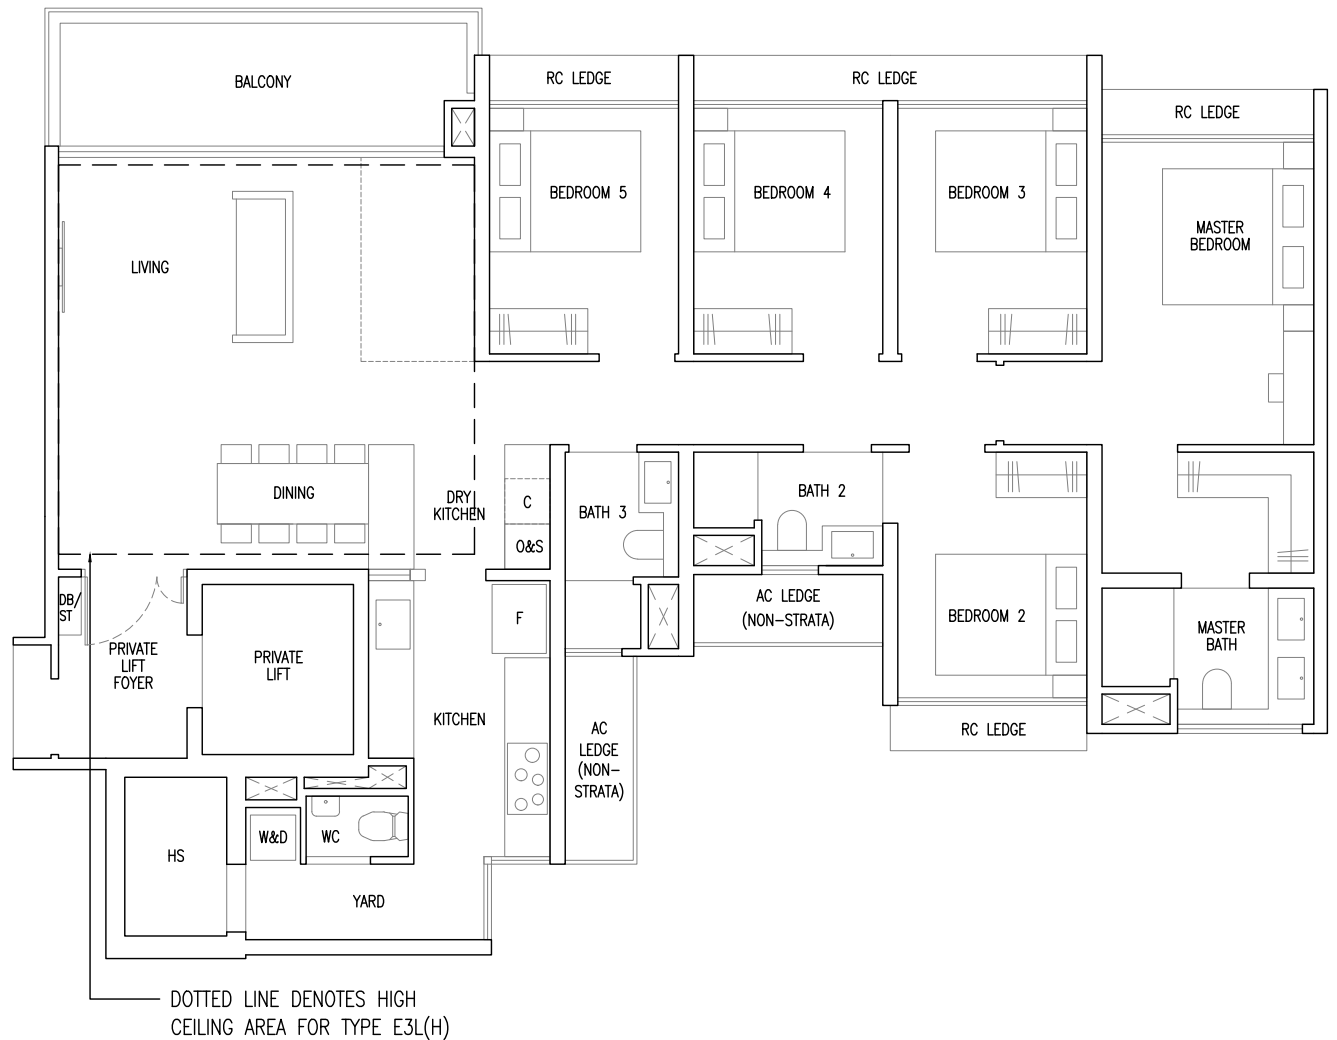 BALCONY
RC LEDGE
RC LEDGE
RC LEDGE
BEDROOM 5
BEDROOM 4
BEDROOM 3
MASTER
BEDROOM
LIVING
DINING
DRY
KITCHEN
C
O&S
BATH 3
BATH 2
AC LEDGE
(NON-STRATA)
BEDROOM 2
MASTER
BATH
DB/
ST
PRIVATE
LIFT
FOYER
PRIVATE
LIFT
F
KITCHEN
AC
LEDGE
(NON-
STRATA)
RC LEDGE
HS
W&D
WC
YARD
DOTTED LINE DENOTES HIGH
CEILING AREA FOR TYPE E3L(H)